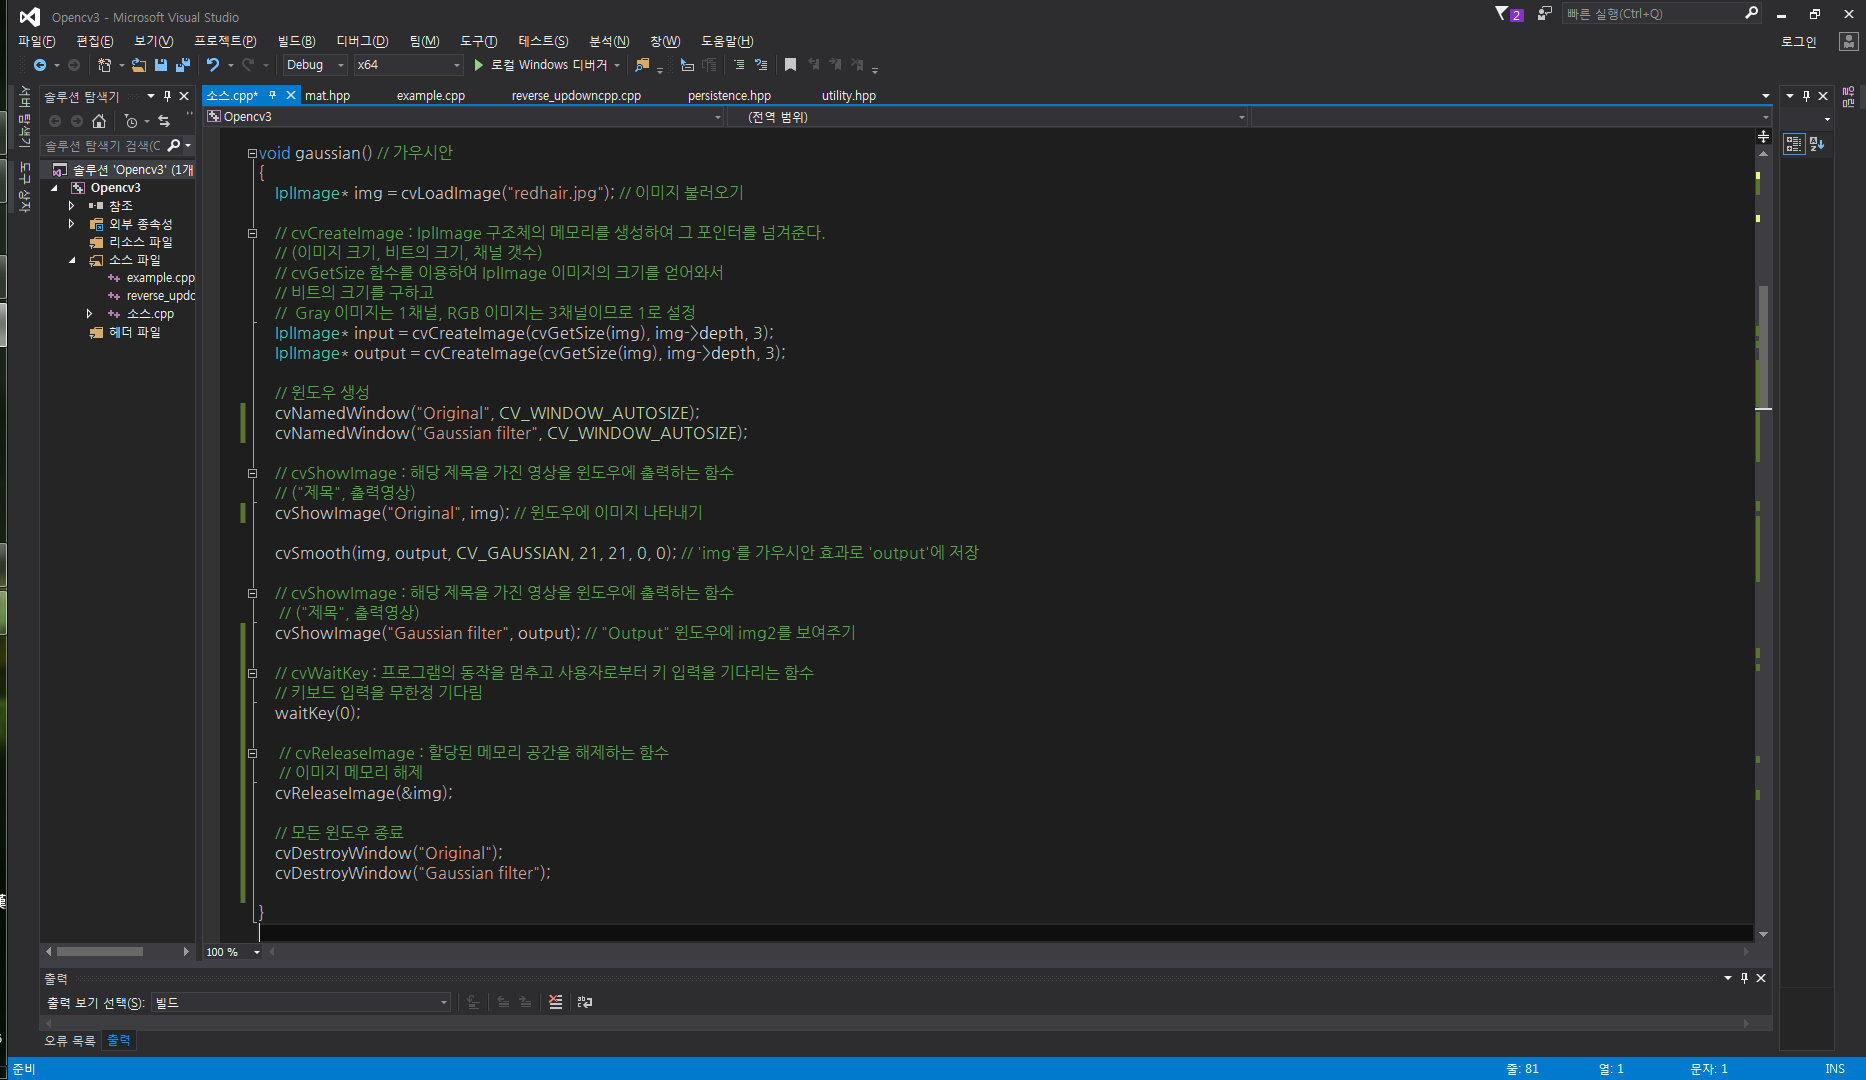 Opencv3 - Microsoft Visual Studio
2
빠른 실행(Ctrl+Q)
파일(F) 편집(E) 보기(V) 프로젝트(P) 빌드(B) 디버그(D) 팀(M) 도구(T) 테스트(S) 분석(N) 창(W) 도움말(H)
로그인
Debug x64 로컬 Windows 디버거
서버 탐색기
도구 상자
솔루션 탐색기
솔루션 탐색기 검색(C
솔루션 'Opencv3' (1개
Opencv3
참조
외부 종속성
리소스 파일
소스 파일
example.cpp
reverse_updo
소스.cpp
헤더 파일
소스.cpp* mat.hpp example.cpp reverse_updowncpp.cpp persistence.hpp utility.hpp
알림
Opencv3 (전역 범위)
void gaussian() // 가우시안
{
IplImage* img = cvLoadImage("redhair.jpg"); // 이미지 불러오기
// cvCreateImage : IplImage 구조체의 메모리를 생성하여 그 포인터를 넘겨준다.
// (이미지 크기, 비트의 크기, 채널 갯수)
// cvGetSize 함수를 이용하여 IplImage 이미지의 크기를 얻어와서
// 비트의 크기를 구하고
//  Gray 이미지는 1채널, RGB 이미지는 3채널이므로 1로 설정
IplImage* input = cvCreateImage(cvGetSize(img), img->depth, 3);
IplImage* output = cvCreateImage(cvGetSize(img), img->depth, 3);
// 윈도우 생성
cvNamedWindow("Original", CV_WINDOW_AUTOSIZE);
cvNamedWindow("Gaussian filter", CV_WINDOW_AUTOSIZE);
// cvShowImage : 해당 제목을 가진 영상을 윈도우에 출력하는 함수
// ("제목", 출력영상)
cvShowImage("Original", img); // 윈도우에 이미지 나타내기
cvSmooth(img, output, CV_GAUSSIAN, 21, 21, 0, 0); // 'img'를 가우시안 효과로 'output'에 저장
// cvShowImage : 해당 제목을 가진 영상을 윈도우에 출력하는 함수
// ("제목", 출력영상)
cvShowImage("Gaussian filter", output); // "Output" 윈도우에 img2를 보여주기
// cvWaitKey : 프로그램의 동작을 멈추고 사용자로부터 키 입력을 기다리는 함수
// 키보드 입력을 무한정 기다림
waitKey(0);
// cvReleaseImage : 할당된 메모리 공간을 해제하는 함수
// 이미지 메모리 해제
cvReleaseImage(&img);
// 모든 윈도우 종료
cvDestroyWindow("Original");
cvDestroyWindow("Gaussian filter");
}
100 %
출력
출력 보기 선택(S): 빌드
오류 목록 출력
준비 줄: 81 열: 1 문자: 1 INS